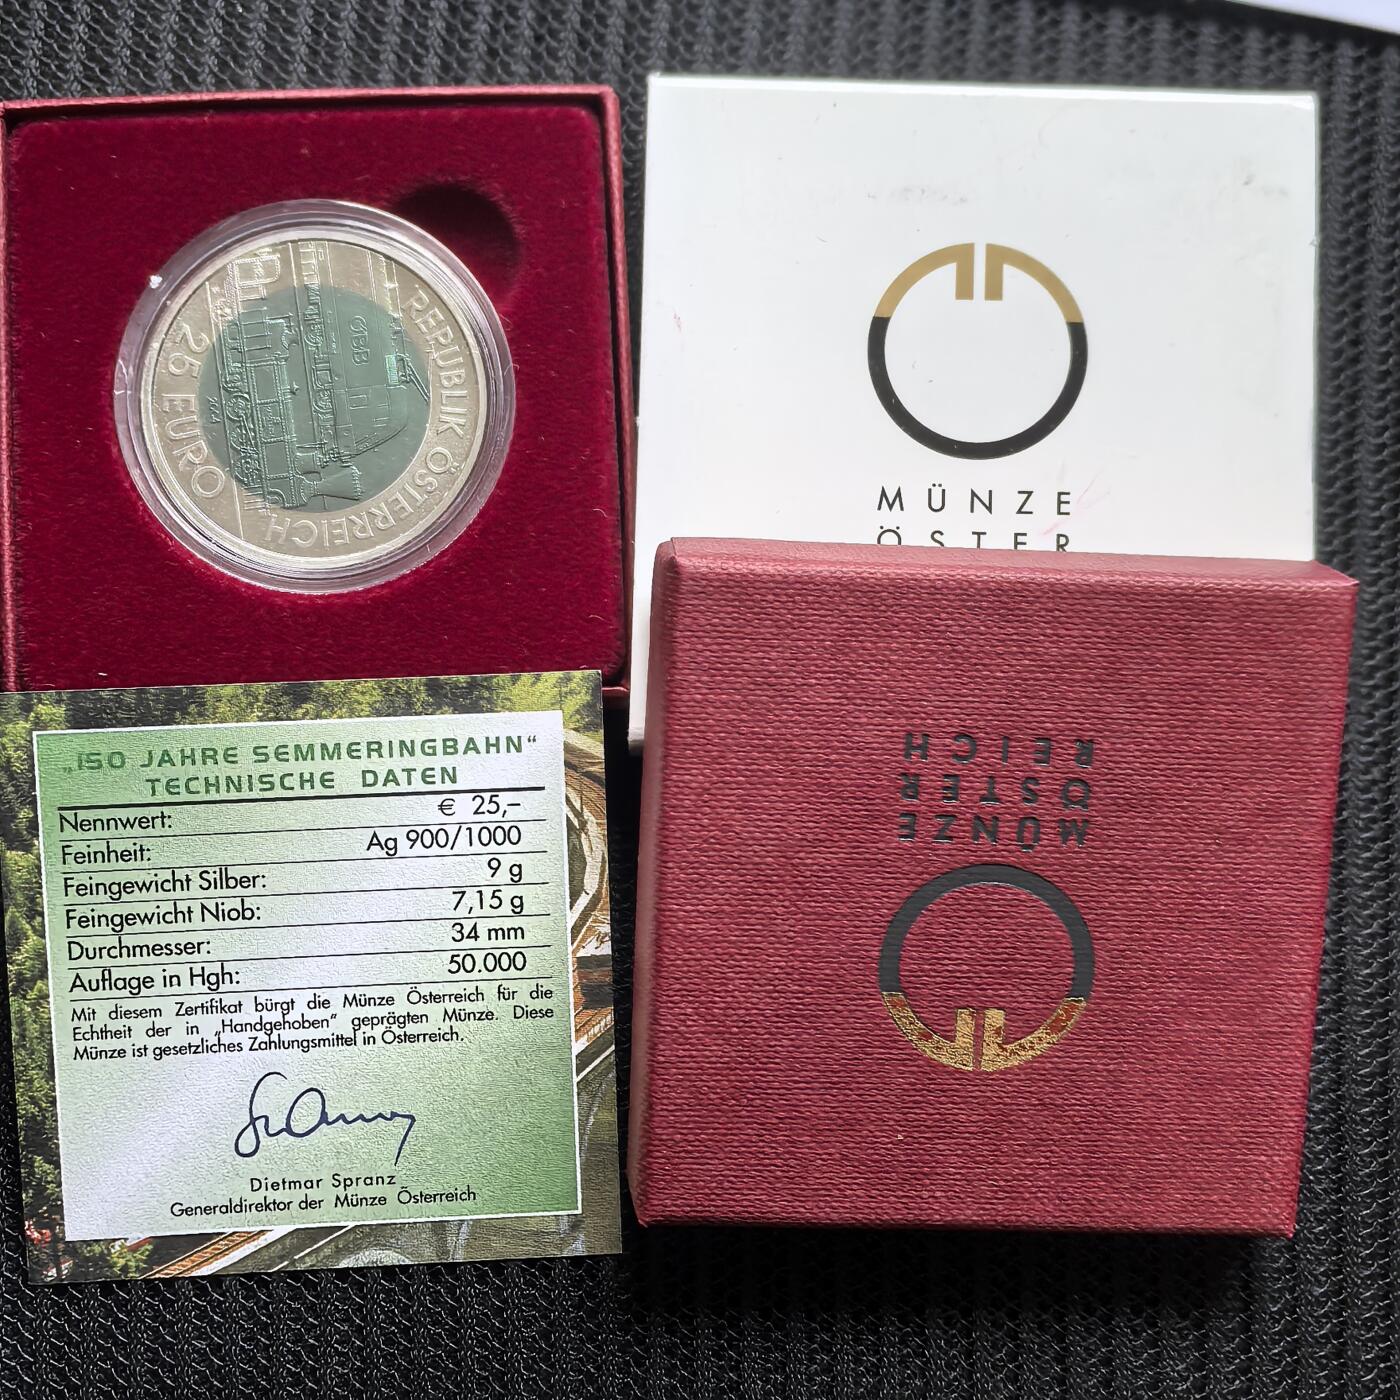 REPUBLIK ÖSTERREICH
25 EURO
2004
ÖBB
MÜNZE
ÖSTER
MÜNZE
ÖSTER
REICH
„150 JAHRE SEMMERINGBAHN“
TECHNISCHE DATEN
Nennwert: € 25,–
Feinheit: Ag 900/1000
Feingewicht Silber: 9 g
Feingewicht Niob: 7,15 g
Durchmesser: 34 mm
Auflage in Hgh: 50.000
Mit diesem Zertifikat bürgt die Münze Österreich für die
Echtheit der in „Handgehoben“ geprägten Münze. Diese
Münze ist gesetzliches Zahlungsmittel in Österreich.
Dietmar Spranz
Generaldirektor der Münze Österreich